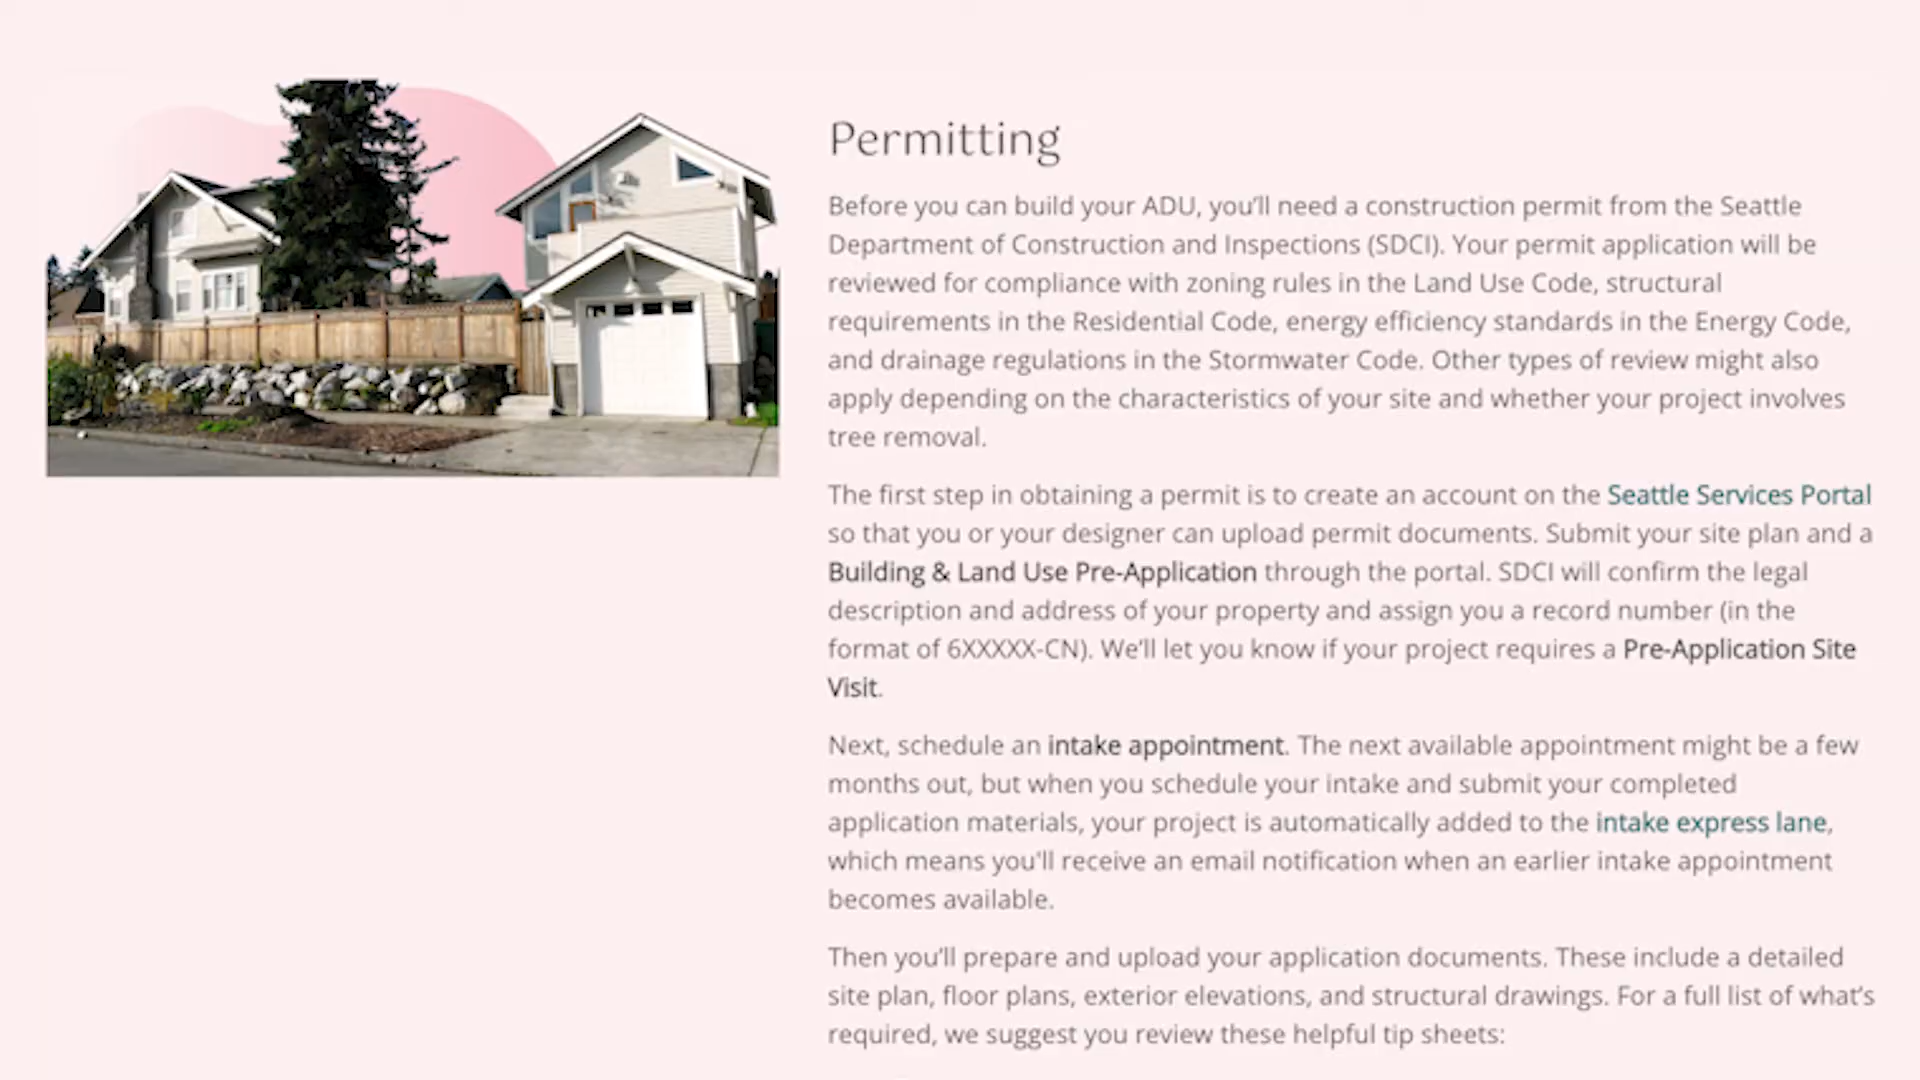 Permitting
Before you can build your ADU, you’ll need a construction permit from the Seattle
Department of Construction and Inspections (SDCI). Your permit application will be
reviewed for compliance with zoning rules in the Land Use Code, structural
requirements in the Residential Code, energy efficiency standards in the Energy Code,
and drainage regulations in the Stormwater Code. Other types of review might also
apply depending on the characteristics of your site and whether your project involves
tree removal.
The first step in obtaining a permit is to create an account on the Seattle Services Portal
so that you or your designer can upload permit documents. Submit your site plan and a
Building & Land Use Pre-Application through the portal. SDCI will confirm the legal
description and address of your property and assign you a record number (in the
format of 6XXXXX-CN). We’ll let you know if your project requires a Pre-Application Site
Visit.
Next, schedule an intake appointment. The next available appointment might be a few
months out, but when you schedule your intake and submit your completed
application materials, your project is automatically added to the intake express lane,
which means you'll receive an email notification when an earlier intake appointment
becomes available.
Then you’ll prepare and upload your application documents. These include a detailed
site plan, floor plans, exterior elevations, and structural drawings. For a full list of what’s
required, we suggest you review these helpful tip sheets: